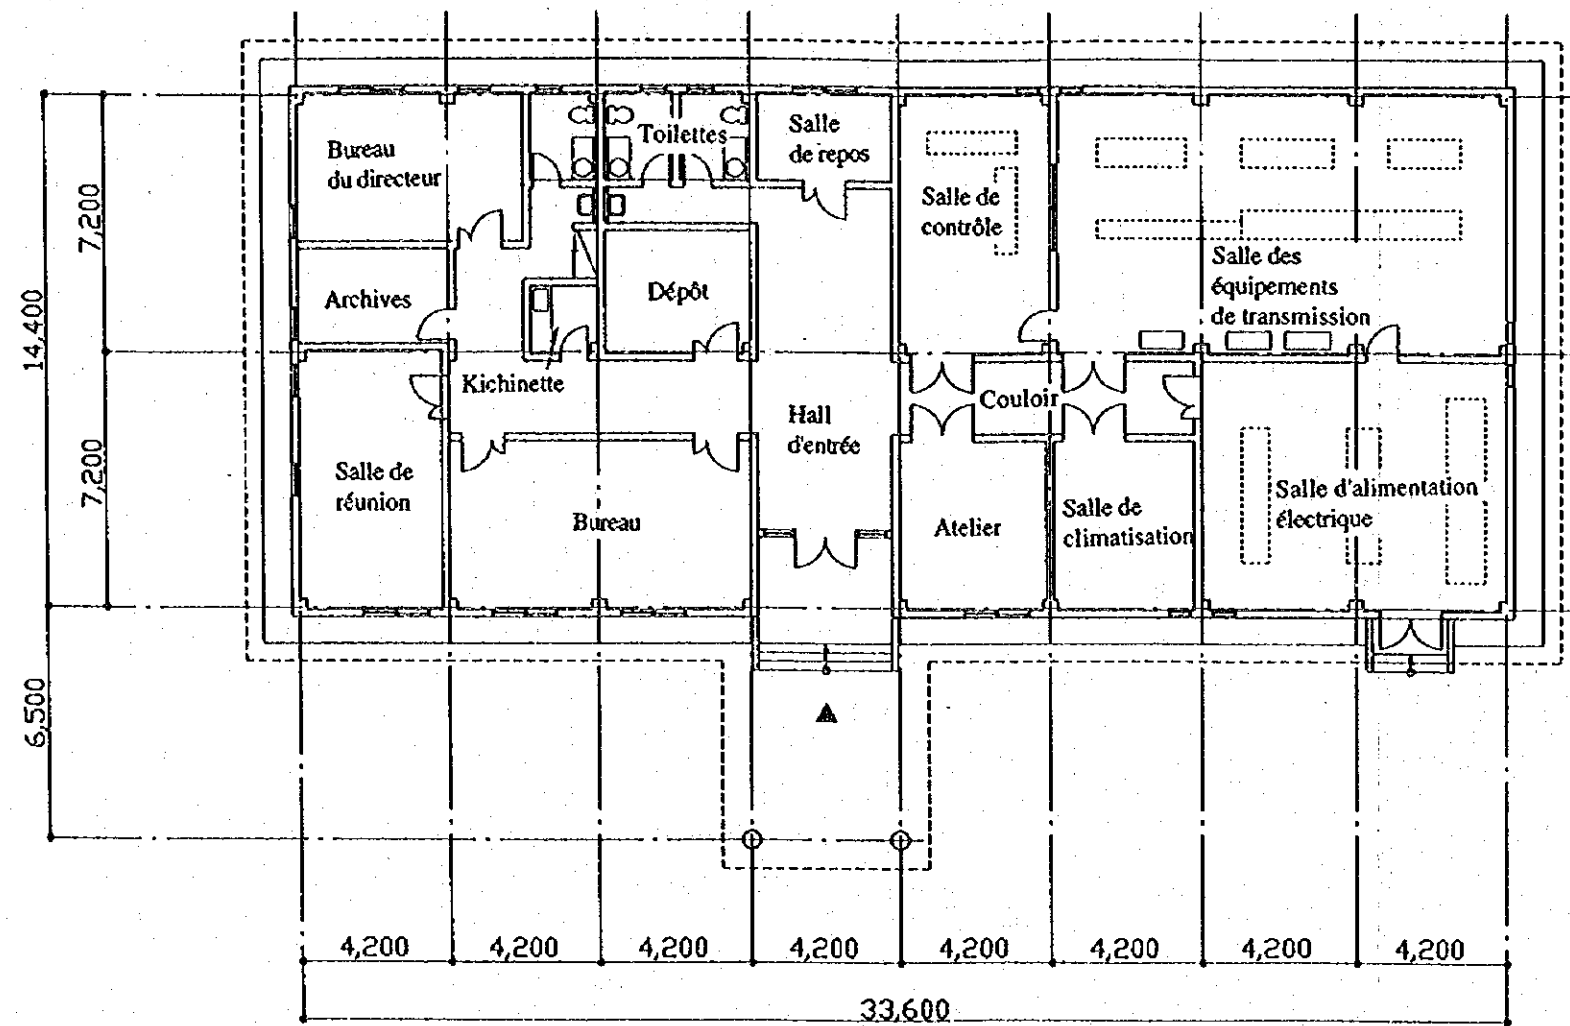 Bureau
du directeur
Toilettes
Salle
de repos
Salle de
contrôle
Salle des
équipements
de transmission
Archives
Dépôt
Kichinette
Hall
d'entrée
Couloir
Salle de
réunion
Bureau
Atelier
Salle de
climatisation
Salle d'alimentation
électrique
7,200
14,400
7,200
6,500
4,200
4,200
4,200
4,200
4,200
4,200
4,200
4,200
33,600